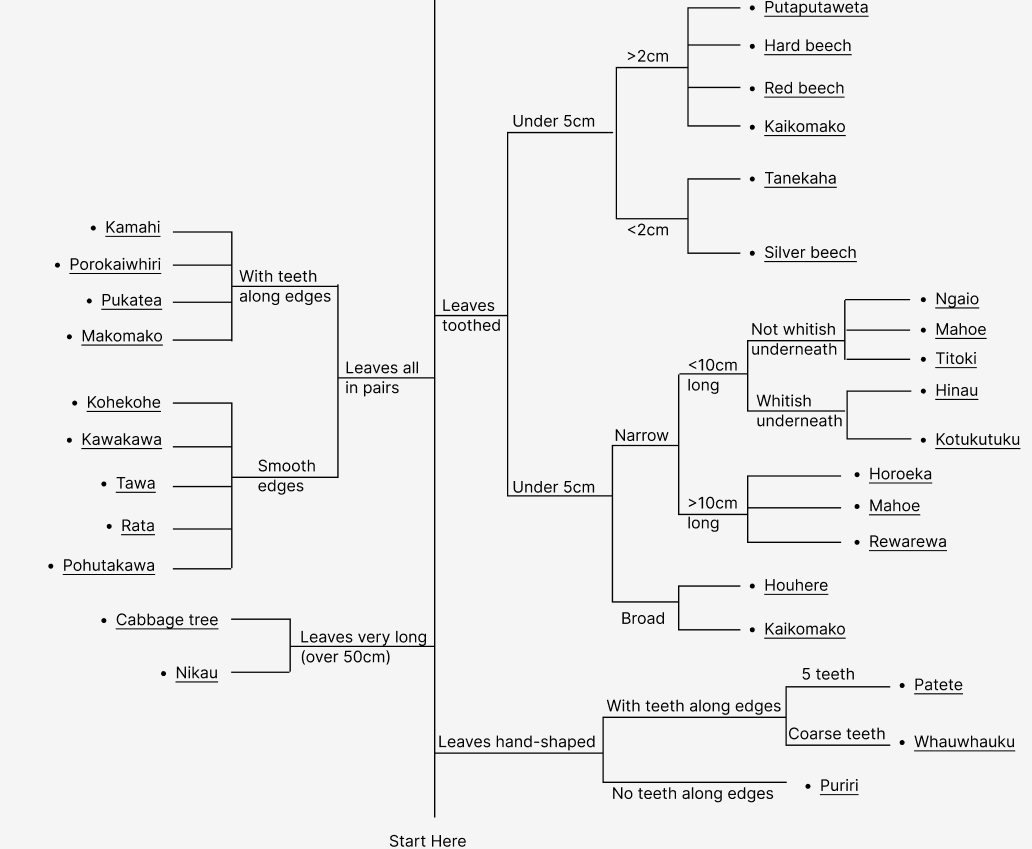 Putaputaweta
>2cm
Hard beech
Red beech
Under 5cm
Kaikomako
Tanekaha
<2cm
Silver beech
Kamahi
Porokaiwhiri
With teeth
along edges
Pukatea
Makomako
Leaves all
in pairs
Kohekohe
Kawakawa
Smooth
edges
Tawa
Rata
Pohutakawa
Leaves
toothed
Ngaio
Not whitish
underneath
Mahoe
Titoki
<10cm
long
Hinau
Whitish
underneath
Kotukutuku
Narrow
Under 5cm
Horoeka
>10cm
long
Mahoe
Rewarewa
Houhere
Broad
Kaikomako
Cabbage tree
Leaves very long
(over 50cm)
Nikau
5 teeth
Patete
With teeth along edges
Coarse teeth
Whauwhauku
Leaves hand-shaped
Puriri
No teeth along edges
Start Here